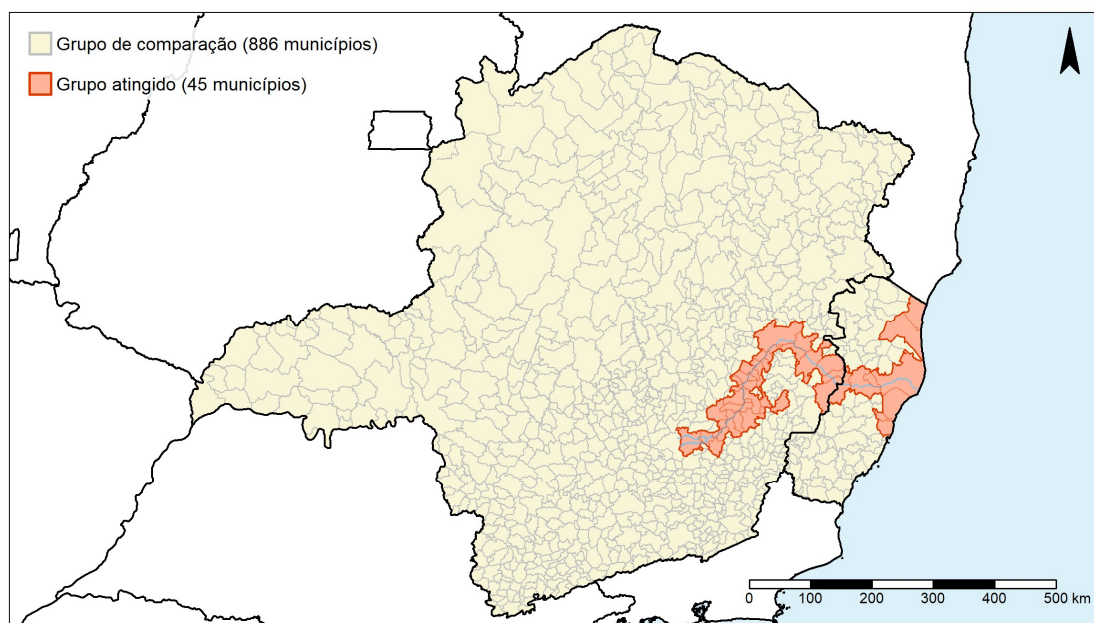 Grupo de comparação (886 municípios)
Grupo atingido (45 municípios)
0 100 200 300 400 500 km